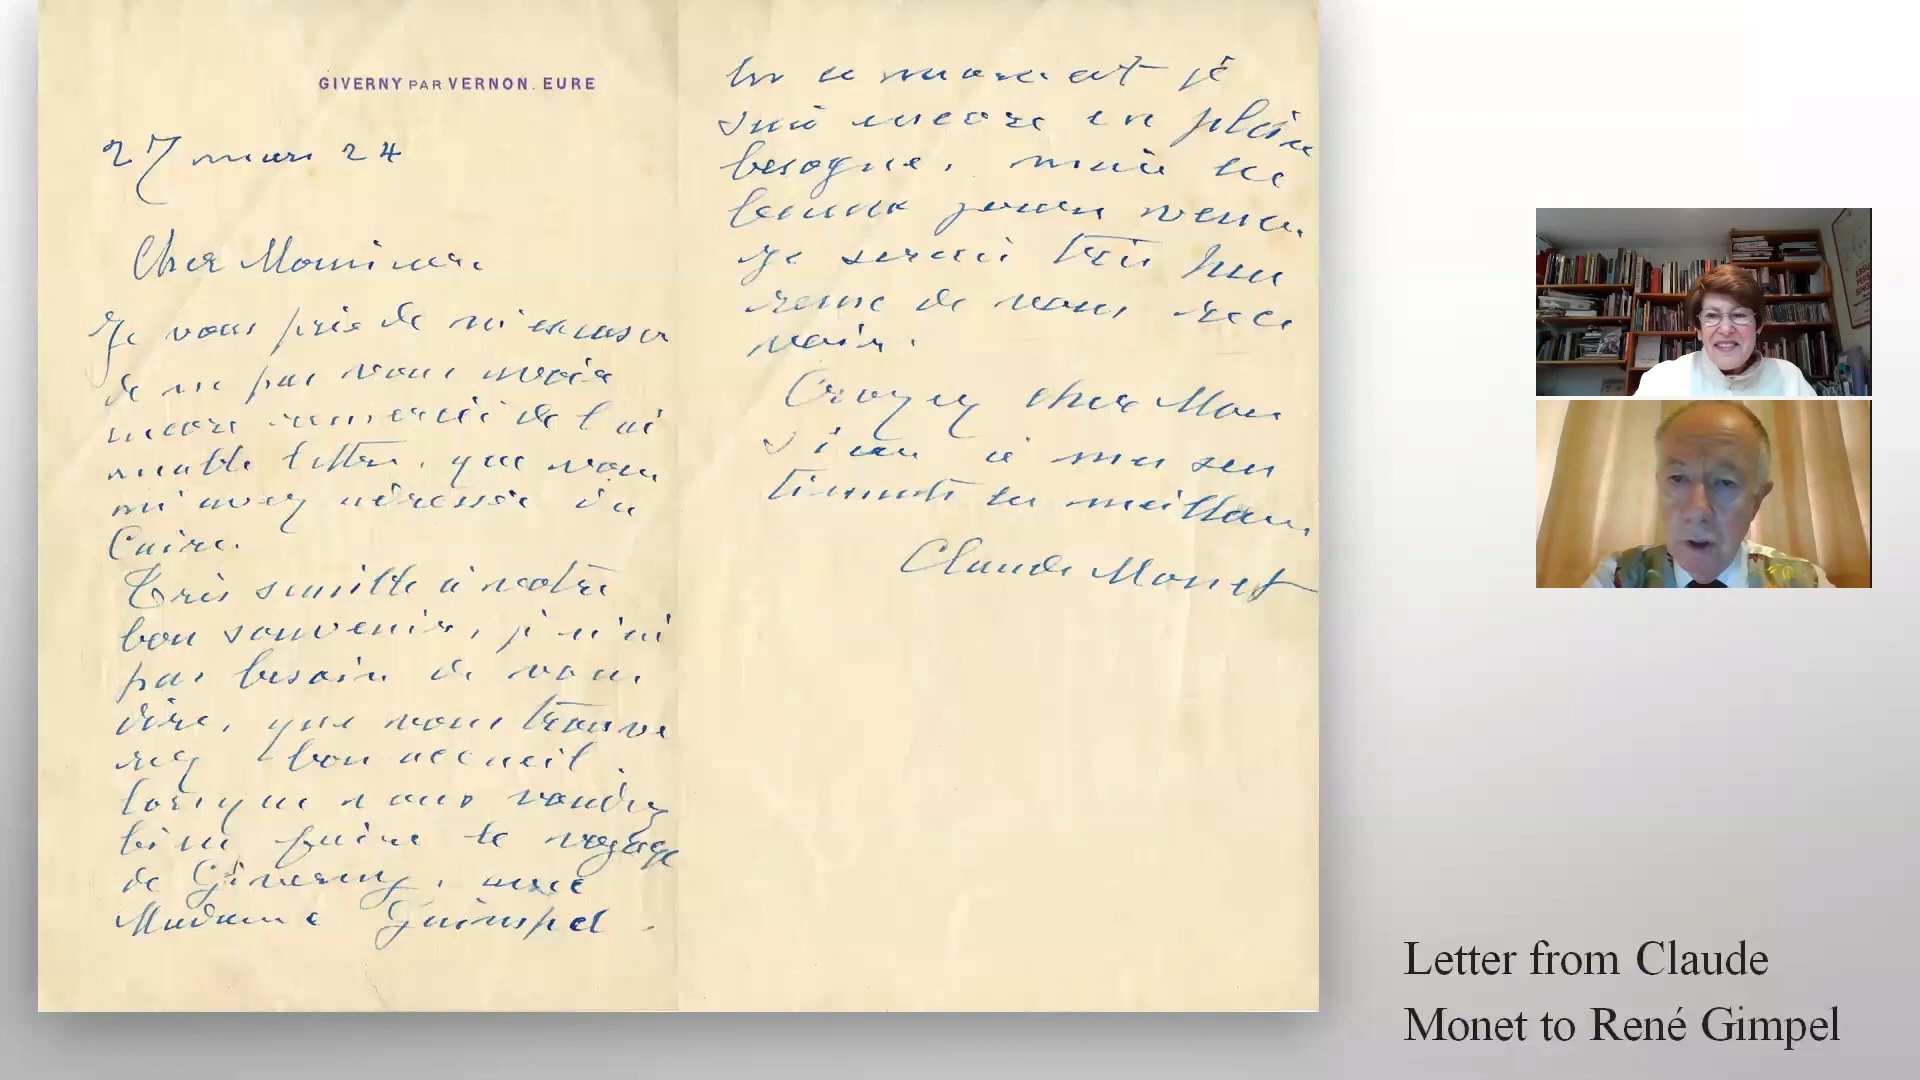 GIVERNY PAR VERNON. EURE
27 mars 24
Cher Monsieur
Je vous prie de m'excuser
de ne pas vous avoir
encore remercié de l'ai
mable lettre, que vous
m'avez adressée du
Caire.
Très sensible à votre
bon souvenir, je n'ai
pas besoin de vous
dire, que vous trouve
rez bon accueil
lorsque vous voudrez
bien faire le voyage
de Giverny, avec
Madame Guimpel.
En ce moment je
suis encore en pleine
besogne, mais les
beaux jours venus
je serai très heu
reux de vous rece
voir.
Croyez cher Mon
sieur à mes sen
timents les meilleurs
Claude Monet
Letter from Claude
Monet to René Gimpel